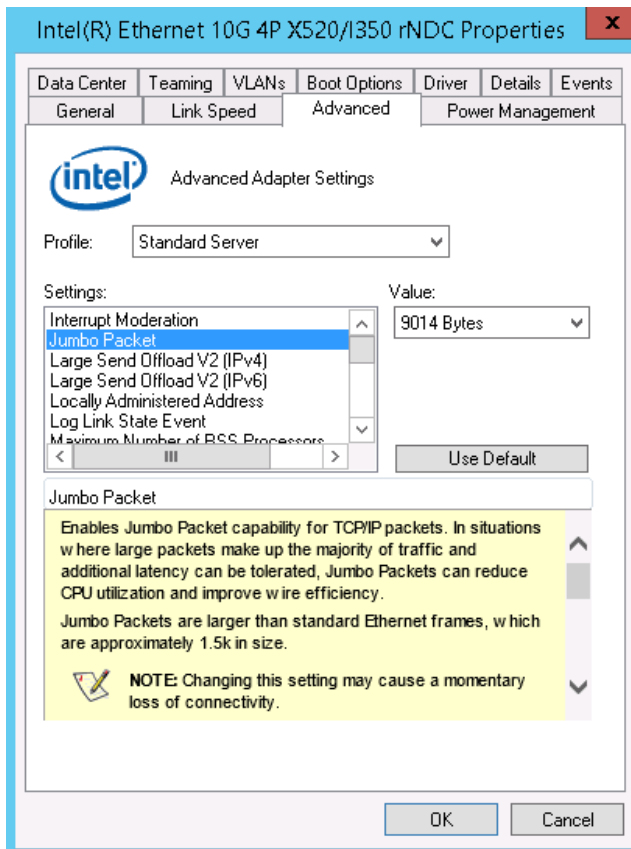 Intel(R) Ethernet 10G 4P X520/I350 rNDC Properties
x
Data Center
Teaming
VLANs
Boot Options
Driver
Details
Events
General
Link Speed
Advanced
Power Management
intel
Advanced Adapter Settings
Profile:
Standard Server
Settings:
Value:
Interrupt Moderation
9014 Bytes
Jumbo Packet
Large Send Offload V2 (IPv4)
Large Send Offload V2 (IPv6)
Locally Administered Address
Log Link State Event
Maximum Number of RSS Processors
Use Default
Jumbo Packet
Enables Jumbo Packet capability for TCP/IP packets. In situations
where large packets make up the majority of traffic and
additional latency can be tolerated, Jumbo Packets can reduce
CPU utilization and improve wire efficiency.
Jumbo Packets are larger than standard Ethernet frames, which
are approximately 1.5k in size.
NOTE: Changing this setting may cause a momentary
loss of connectivity.
OK
Cancel